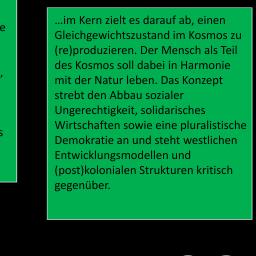 ...im Kern zielt es darauf ab, einen
Gleichgewichtszustand im Kosmos zu
(re)produzieren. Der Mensch als Teil
des Kosmos soll dabei in Harmonie
mit der Natur leben. Das Konzept
strebt den Abbau sozialer
Ungerechtigkeit, solidarisches
Wirtschaften sowie eine pluralistische
Demokratie an und steht westlichen
Entwicklungsmodellen und
(post)kolonialen Strukturen kritisch
gegenüber.